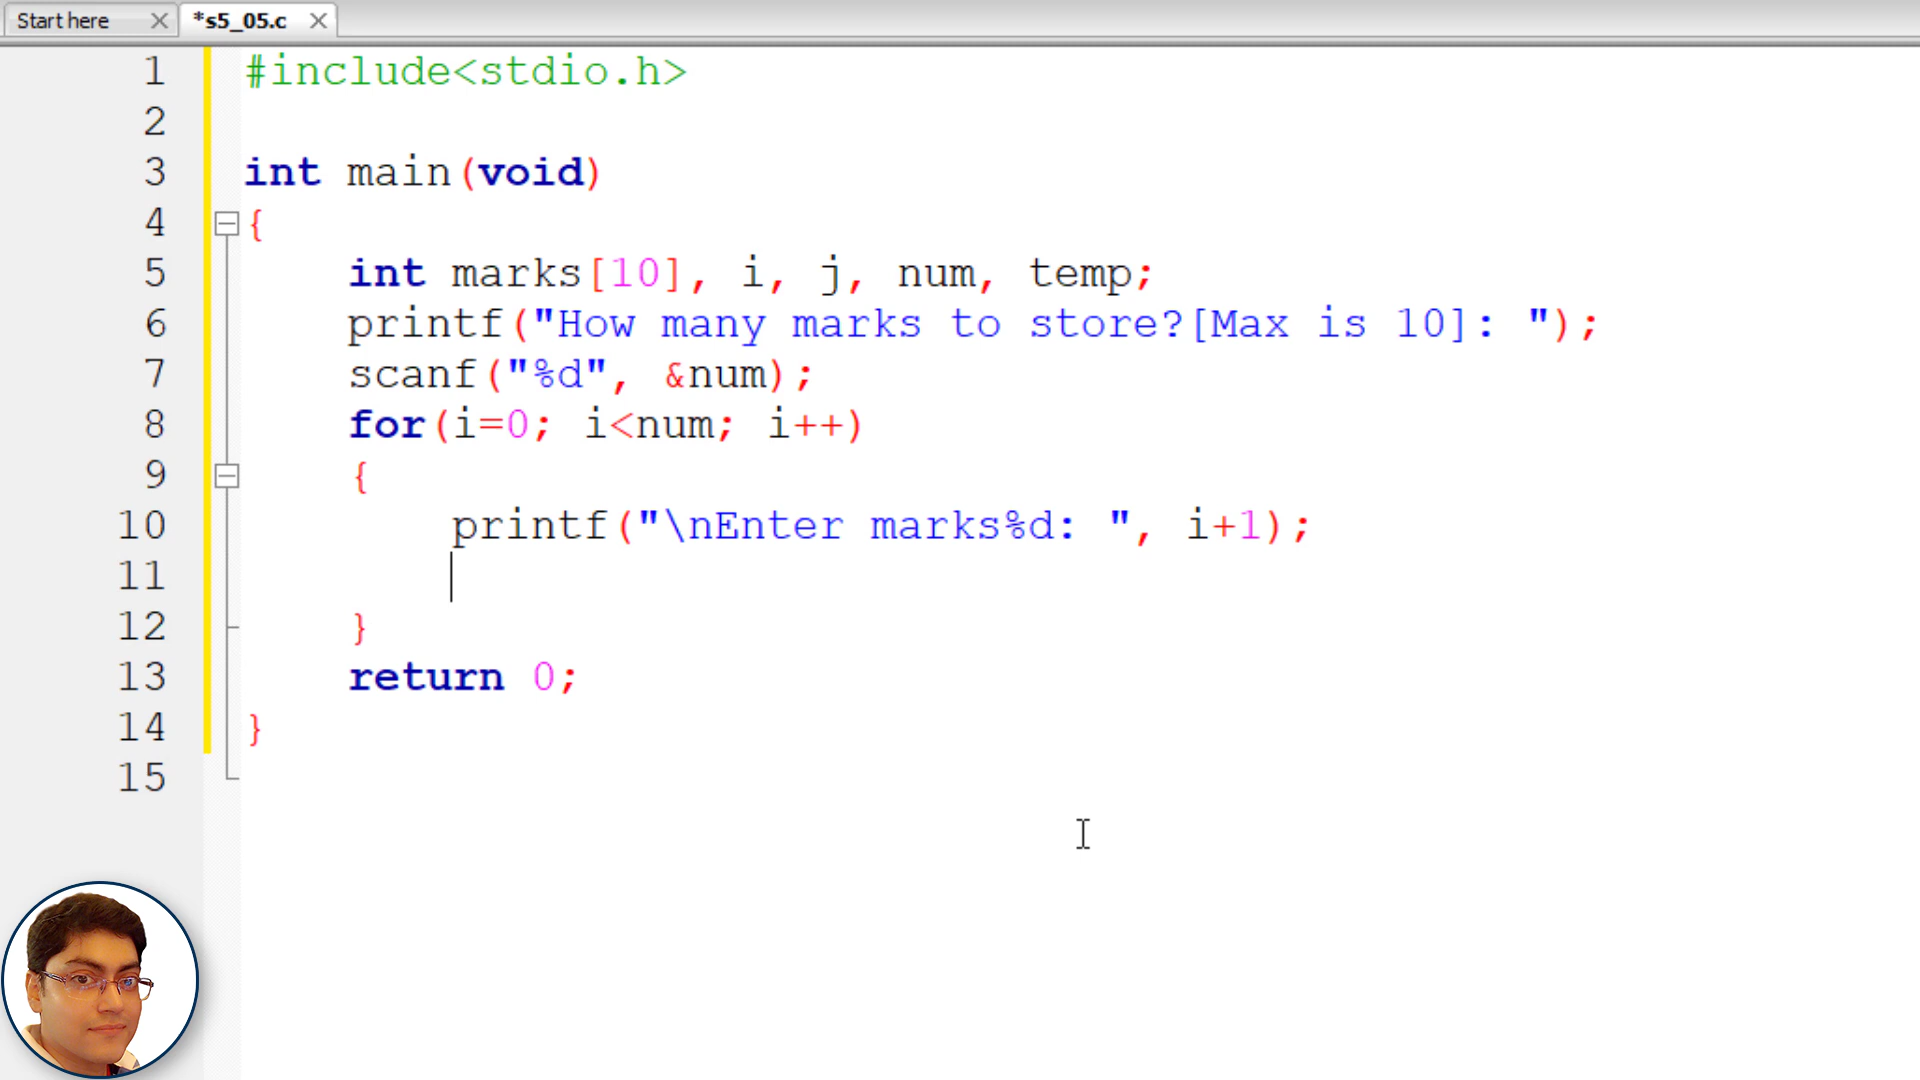 Start here
*s5_05.c
1 #include<stdio.h>
2
3 int main(void)
4 {
5 int marks[10], i, j, num, temp;
6 printf("How many marks to store?[Max is 10]: ");
7 scanf("%d", &num);
8 for(i=0; i<num; i++)
9 {
10 printf("\nEnter marks%d: ", i+1);
11
12 }
13 return 0;
14 }
15